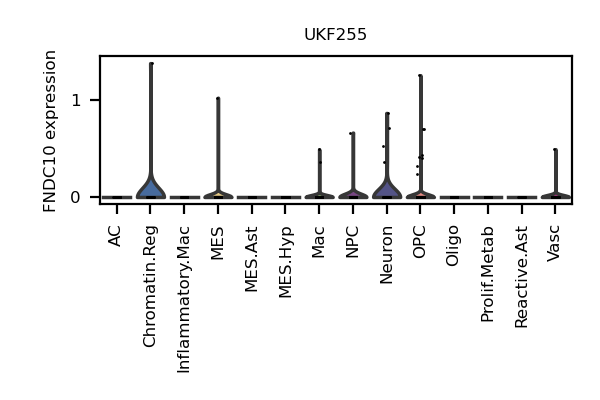 UKF255
FNDC10 expression
1
0
AC
Chromatin.Reg
Inflammatory.Mac
MES
MES.Ast
MES.Hyp
Mac
NPC
Neuron
OPC
Oligo
Prolif.Metab
Reactive.Ast
Vasc